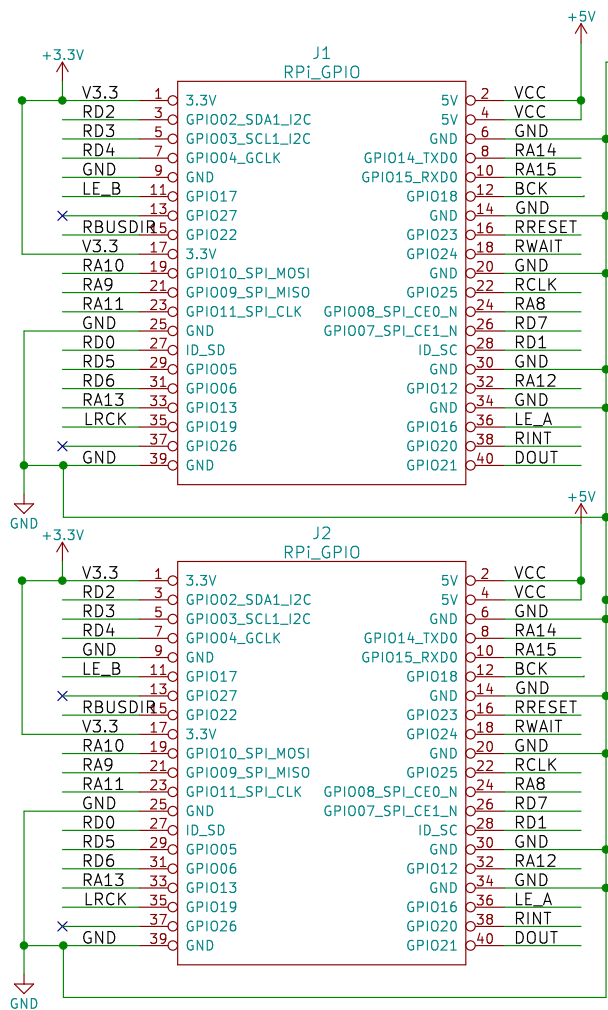 +5V
J1
RPi_GPIO
+3.3V
V3.3 1 3.3V 5V 2 VCC
RD2 3 GPIO02_SDA1_I2C 5V 4 VCC
RD3 5 GPIO03_SCL1_I2C GND 6 GND
RD4 7 GPIO04_GCLK GPIO14_TXD0 8 RA14
GND 9 GND GPIO15_RXD0 10 RA15
LE_B 11 GPIO17 GPIO18 12 BCK
13 GPIO27 GND 14 GND
RBUSDIR 15 GPIO22 GPIO23 16 RRESET
V3.3 17 3.3V GPIO24 18 RWAIT
RA10 19 GPIO10_SPI_MOSI GND 20 GND
RA9 21 GPIO09_SPI_MISO GPIO25 22 RCLK
RA11 23 GPIO11_SPI_CLK GPIO08_SPI_CE0_N 24 RA8
GND 25 GND GPIO07_SPI_CE1_N 26 RD7
RD0 27 ID_SD ID_SC 28 RD1
RD5 29 GPIO05 GND 30 GND
RD6 31 GPIO06 GPIO12 32 RA12
RA13 33 GPIO13 GND 34 GND
LRCK 35 GPIO19 GPIO16 36 LE_A
37 GPIO26 GPIO20 38 RINT
GND 39 GND GPIO21 40 DOUT
+5V
GND
J2
RPi_GPIO
+3.3V
V3.3 1 3.3V 5V 2 VCC
RD2 3 GPIO02_SDA1_I2C 5V 4 VCC
RD3 5 GPIO03_SCL1_I2C GND 6 GND
RD4 7 GPIO04_GCLK GPIO14_TXD0 8 RA14
GND 9 GND GPIO15_RXD0 10 RA15
LE_B 11 GPIO17 GPIO18 12 BCK
13 GPIO27 GND 14 GND
RBUSDIR 15 GPIO22 GPIO23 16 RRESET
V3.3 17 3.3V GPIO24 18 RWAIT
RA10 19 GPIO10_SPI_MOSI GND 20 GND
RA9 21 GPIO09_SPI_MISO GPIO25 22 RCLK
RA11 23 GPIO11_SPI_CLK GPIO08_SPI_CE0_N 24 RA8
GND 25 GND GPIO07_SPI_CE1_N 26 RD7
RD0 27 ID_SD ID_SC 28 RD1
RD5 29 GPIO05 GND 30 GND
RD6 31 GPIO06 GPIO12 32 RA12
RA13 33 GPIO13 GND 34 GND
LRCK 35 GPIO19 GPIO16 36 LE_A
37 GPIO26 GPIO20 38 RINT
GND 39 GND GPIO21 40 DOUT
GND